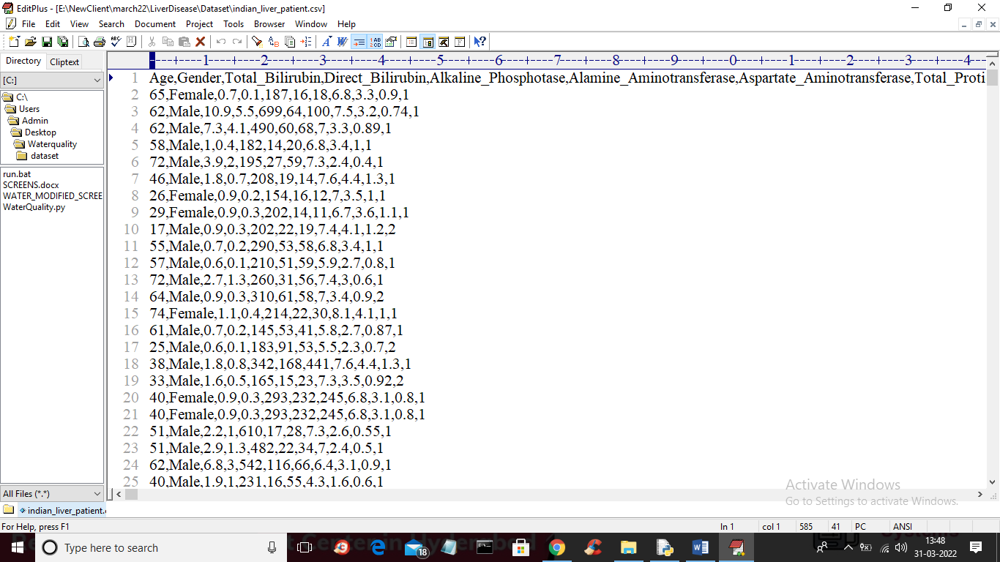 EditPlus - [E:\NewClient\march22\LiverDisease\Dataset\indian_liver_patient.csv]
File Edit View Search Document Project Tools Browser Window Help
Directory Cliptext
[C:]
C:\
Users
Admin
Desktop
Waterquality
dataset
run.bat
SCREENS.docx
WATER_MODIFIED_SCREE
WaterQuality.py
All Files (*.*)
----+----1----+----2----+----3----+----4----+----5----+----6----+----7----+----8----+----9----+----0----+----1----+----2----+----3----+----4--
1 Age,Gender,Total_Bilirubin,Direct_Bilirubin,Alkaline_Phosphotase,Alamine_Aminotransferase,Aspartate_Aminotransferase,Total_Proti
2 65,Female,0.7,0.1,187,16,18,6.8,3.3,0.9,1
3 62,Male,10.9,5.5,699,64,100,7.5,3.2,0.74,1
4 62,Male,7.3,4.1,490,60,68,7,3.3,0.89,1
5 58,Male,1,0.4,182,14,20,6.8,3.4,1,1
6 72,Male,3.9,2,195,27,59,7.3,2.4,0.4,1
7 46,Male,1.8,0.7,208,19,14,7.6,4.4,1.3,1
8 26,Female,0.9,0.2,154,16,12,7,3.5,1,1
9 29,Female,0.9,0.3,202,14,11,6.7,3.6,1.1,1
10 17,Male,0.9,0.3,202,22,19,7.4,4.1,1.2,2
11 55,Male,0.7,0.2,290,53,58,6.8,3.4,1,1
12 57,Male,0.6,0.1,210,51,59,5.9,2.7,0.8,1
13 72,Male,2.7,1.3,260,31,56,7.4,3,0.6,1
14 64,Male,0.9,0.3,310,61,58,7,3.4,0.9,2
15 74,Female,1.1,0.4,214,22,30,8.1,4.1,1,1
16 61,Male,0.7,0.2,145,53,41,5.8,2.7,0.87,1
17 25,Male,0.6,0.1,183,91,53,5.5,2.3,0.7,2
18 38,Male,1.8,0.8,342,168,441,7.6,4.4,1.3,1
19 33,Male,1.6,0.5,165,15,23,7.3,3.5,0.92,2
20 40,Female,0.9,0.3,293,232,245,6.8,3.1,0.8,1
21 40,Female,0.9,0.3,293,232,245,6.8,3.1,0.8,1
22 51,Male,2.2,1,610,17,28,7.3,2.6,0.55,1
23 51,Male,2.9,1.3,482,22,34,7,2.4,0.5,1
24 62,Male,6.8,3,542,116,66,6.4,3.1,0.9,1
25 40,Male,1.9,1,231,16,55,4.3,1.6,0.6,1
Activate Windows
Go to Settings to activate Windows.
indian_liver_patient.
For Help, press F1 ln 1 col 1 585 41 PC ANSI
Type here to search
18
13:48
31-03-2022